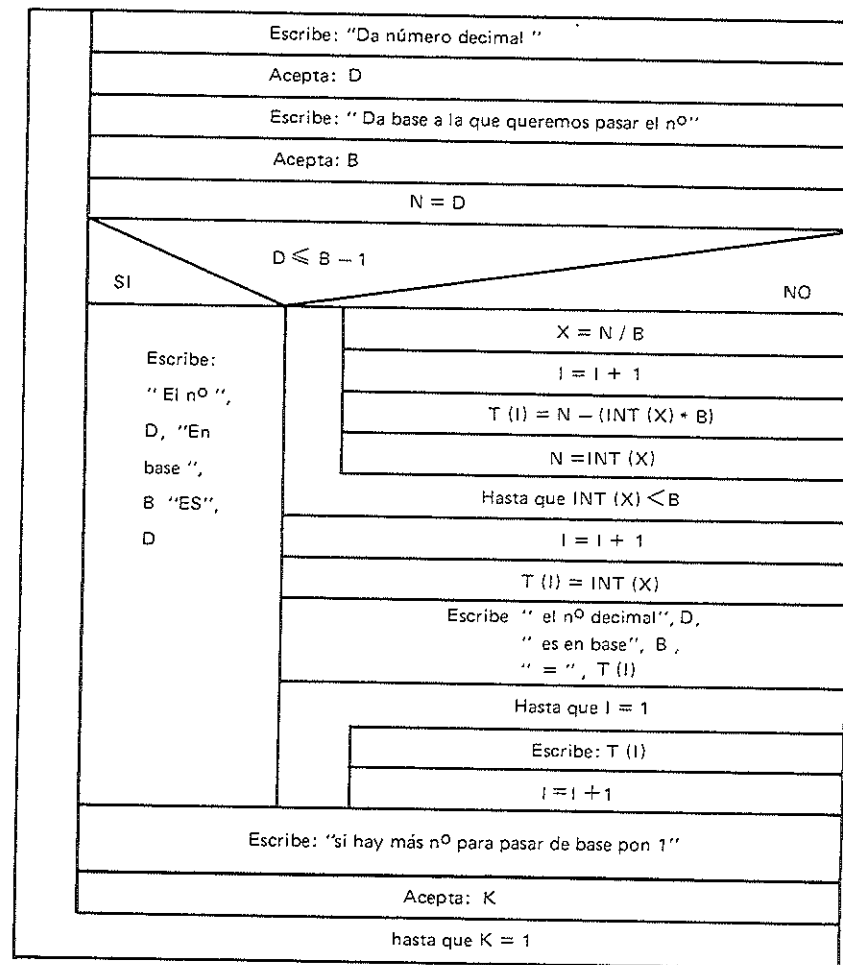 Escribe: "Da número decimal "
Acepta: D
Escribe: " Da base a la que queremos pasar el nº"
Acepta: B
N = D
D ⩽ B − 1
SI
NO
Escribe:
" El nº ",
D, "En
base ",
B "ES",
D
X = N / B
I = I + 1
T (I) = N − (INT (X) * B)
N =INT (X)
Hasta que INT (X) < B
I = I + 1
T (I) = INT (X)
Escribe " el nº decimal", D,
" es en base", B ,
" = ", T (I)
Hasta que I = 1
Escribe: T (I)
I = I + 1
Escribe: "si hay más nº para pasar de base pon 1"
Acepta: K
hasta que K = 1